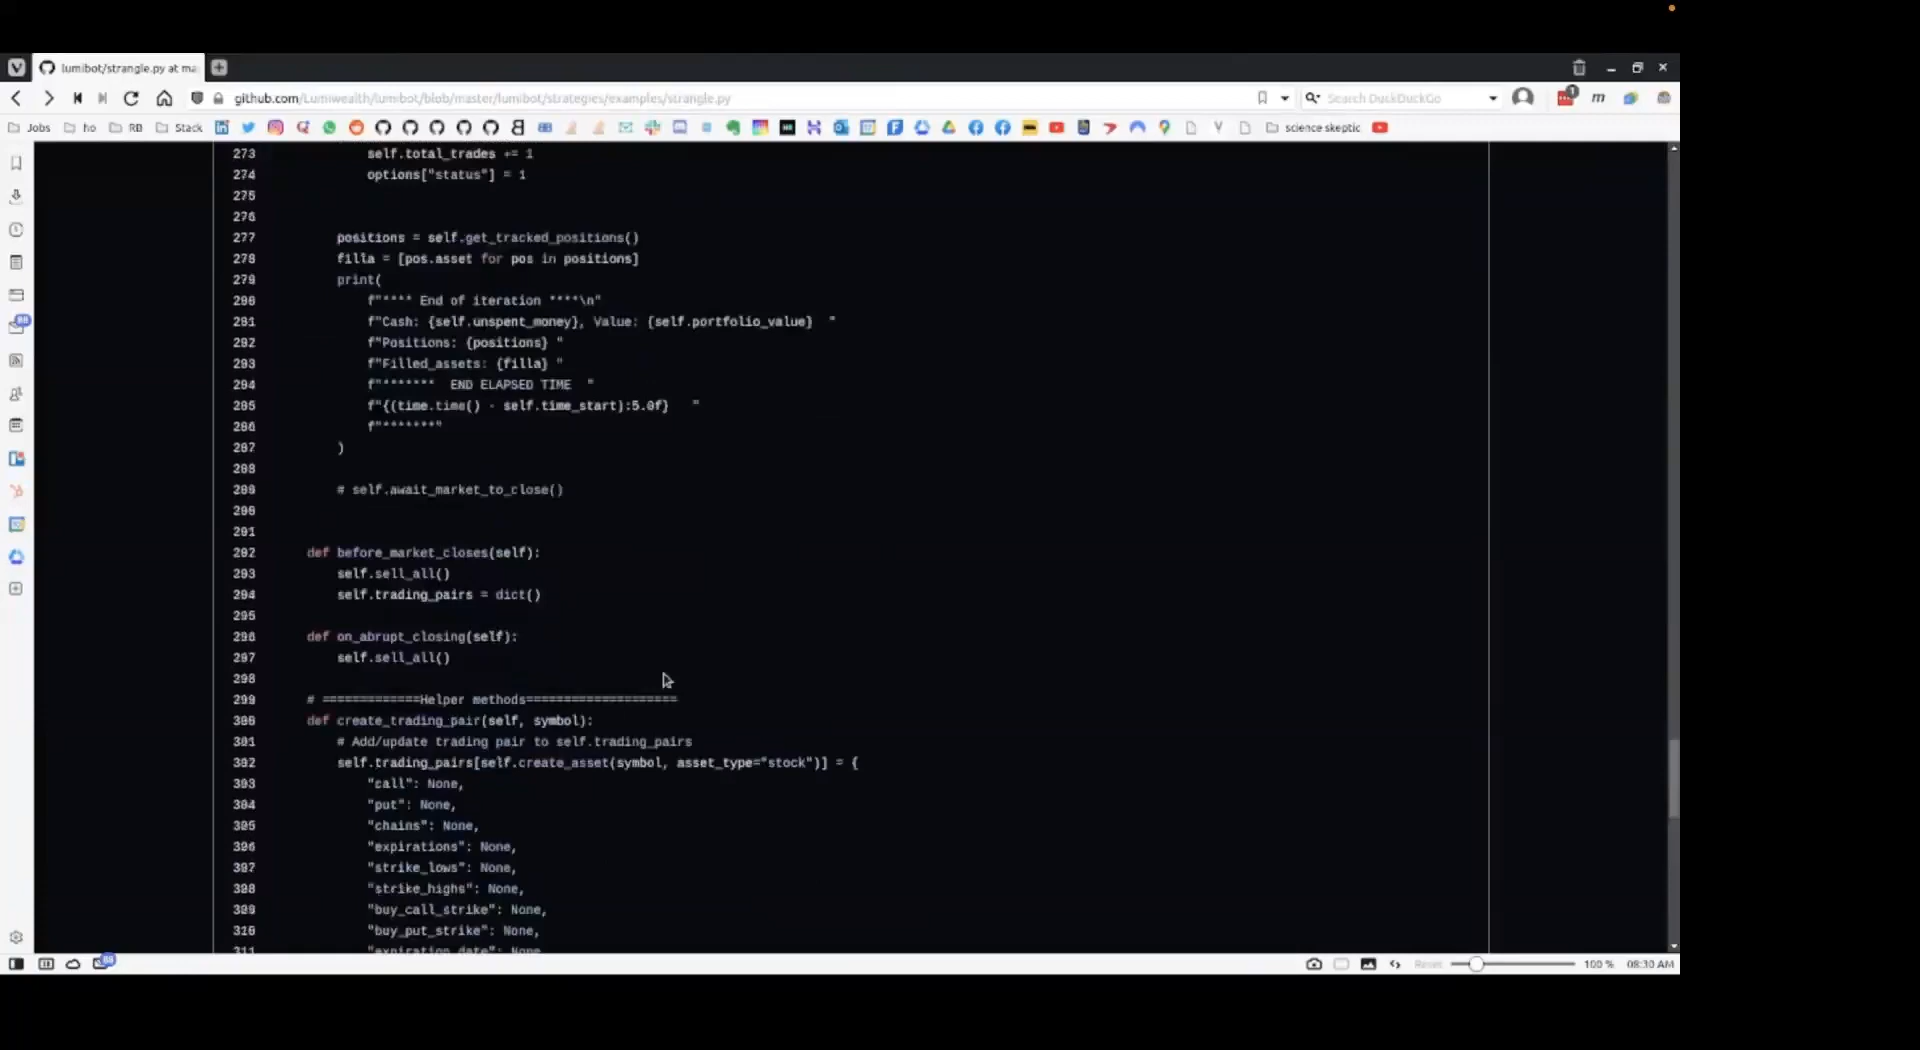 lumibot/strangle.py at ma
github.com/Lumiwealth/lumibot/blob/master/lumibot/strategies/examples/strangle.py
Search DuckDuckGo
Jobs
ho
RB
Stack
science skeptic
273 self.total_trades += 1
274 options["status"] = 1
275
276
277 positions = self.get_tracked_positions()
278 filla = [pos.asset for pos in positions]
279 print(
280 f"**** End of iteration ****\n"
281 f"Cash: {self.unspent_money}, Value: {self.portfolio_value}  "
282 f"Positions: {positions} "
283 f"Filled_assets: {filla} "
284 f"*******  END ELAPSED TIME  "
285 f"{(time.time() - self.time_start):5.0f}   "
286 f"*******"
287 )
288
289 # self.await_market_to_close()
290
291
292 def before_market_closes(self):
293 self.sell_all()
294 self.trading_pairs = dict()
295
296 def on_abrupt_closing(self):
297 self.sell_all()
298
299 # =============Helper methods====================
300 def create_trading_pair(self, symbol):
301 # Add/update trading pair to self.trading_pairs
302 self.trading_pairs[self.create_asset(symbol, asset_type="stock")] = {
303 "call": None,
304 "put": None,
305 "chains": None,
306 "expirations": None,
307 "strike_lows": None,
308 "strike_highs": None,
309 "buy_call_strike": None,
310 "buy_put_strike": None,
311 "expiration_date": None
Reset
100 %
08:30 AM